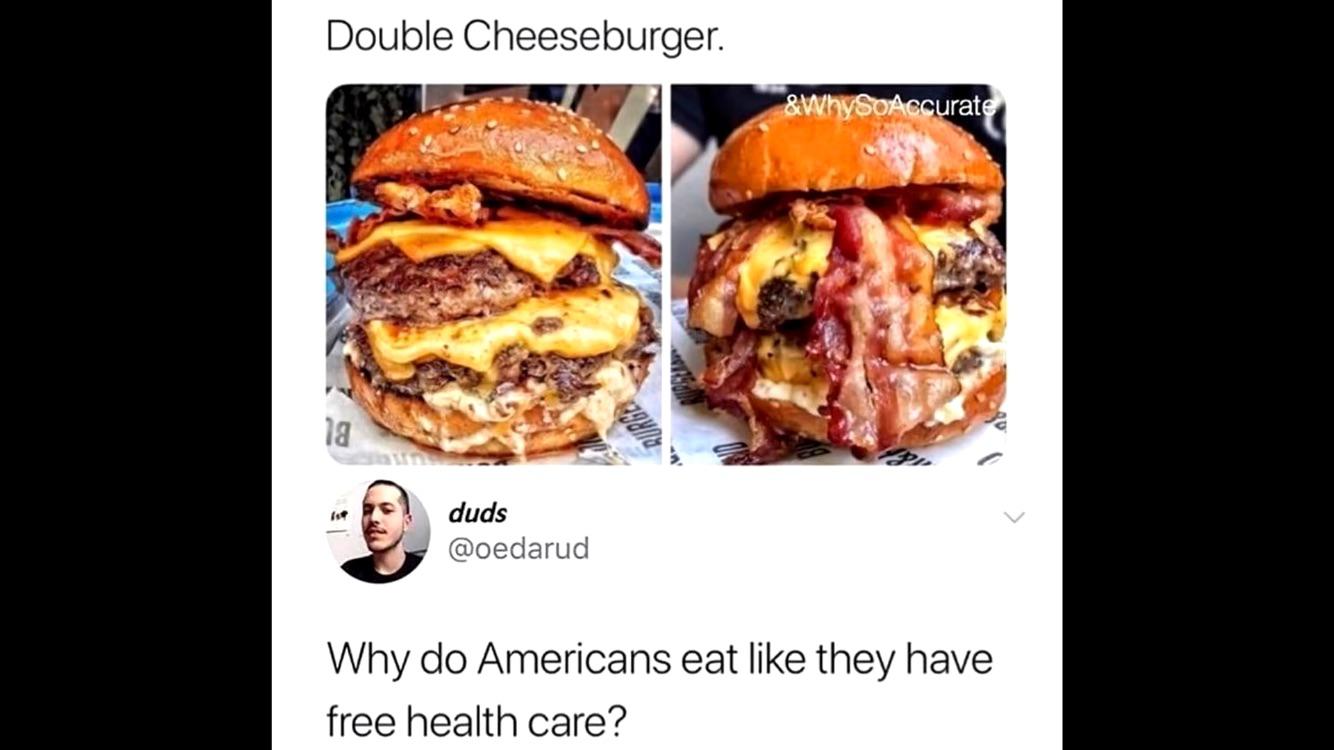 Double Cheeseburger.
&WhySoAccurate
duds
@oedarud
Why do Americans eat like they have
free health care?